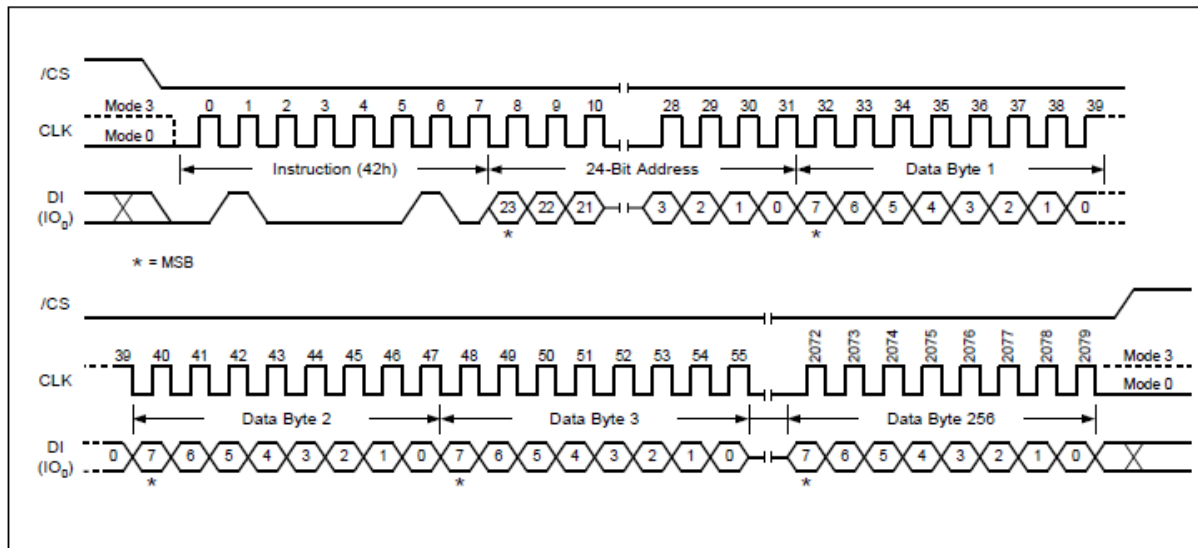 /CS
Mode 3 0 1 2 3 4 5 6 7 8 9 10 28 29 30 31 32 33 34 35 36 37 38 39
CLK Mode 0
Instruction (42h) 24-Bit Address Data Byte 1
DI
(IO0) 23 22 21 3 2 1 0 7 6 5 4 3 2 1 0
* *
* = MSB
/CS
39 40 41 42 43 44 45 46 47 48 49 50 51 52 53 54 55 2072 2073 2074 2075 2076 2077 2078 2079 Mode 3
CLK Mode 0
Data Byte 2 Data Byte 3 Data Byte 256
DI
(IO0) 0 7 6 5 4 3 2 1 0 7 6 5 4 3 2 1 0 7 6 5 4 3 2 1 0
* * *